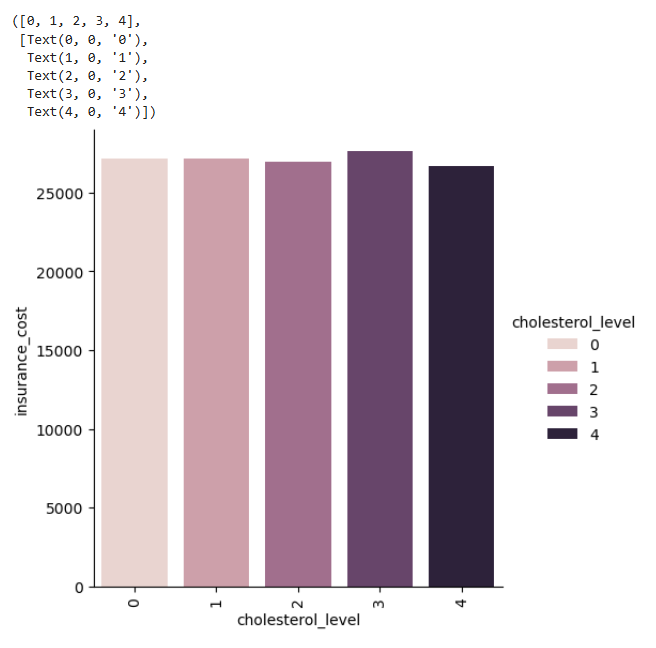 ([0, 1, 2, 3, 4],
 [Text(0, 0, '0'),
  Text(1, 0, '1'),
  Text(2, 0, '2'),
  Text(3, 0, '3'),
  Text(4, 0, '4')])
25000
20000
15000
10000
5000
0
insurance_cost
0 1 2 3 4
cholesterol_level
cholesterol_level
0
1
2
3
4